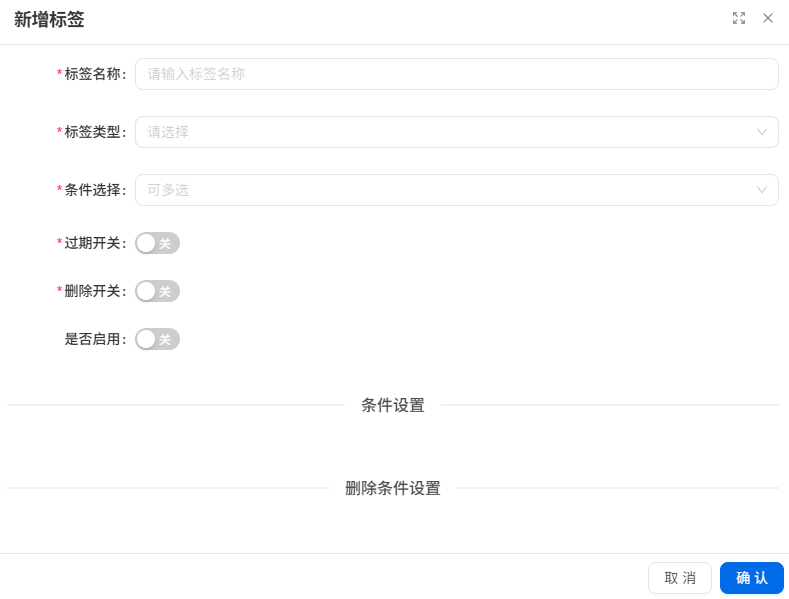 新增标签
*标签名称: 请输入标签名称
*标签类型: 请选择
*条件选择: 可多选
*过期开关: 关
*删除开关: 关
是否启用: 关
条件设置
删除条件设置
取 消 确 认